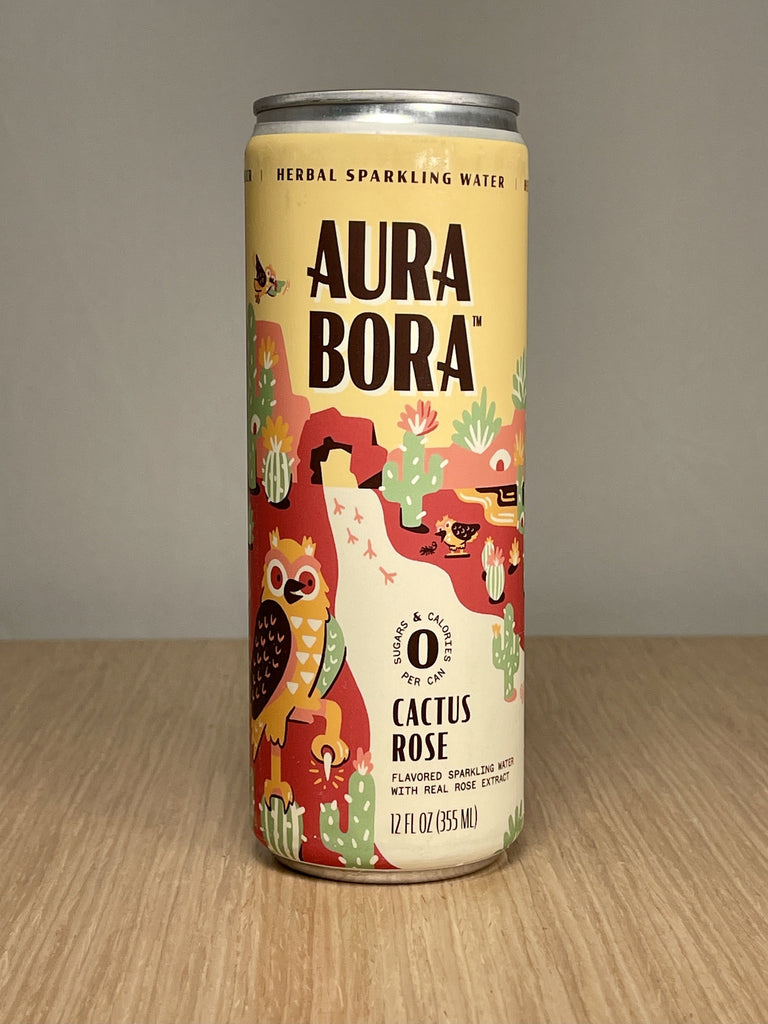 HERBAL SPARKLING WATER
AURA
BORA™
SUGARS & CALORIES
0
PER CAN
CACTUS
ROSE
FLAVORED SPARKLING WATER
WITH REAL ROSE EXTRACT
12 FL OZ (355 ML)